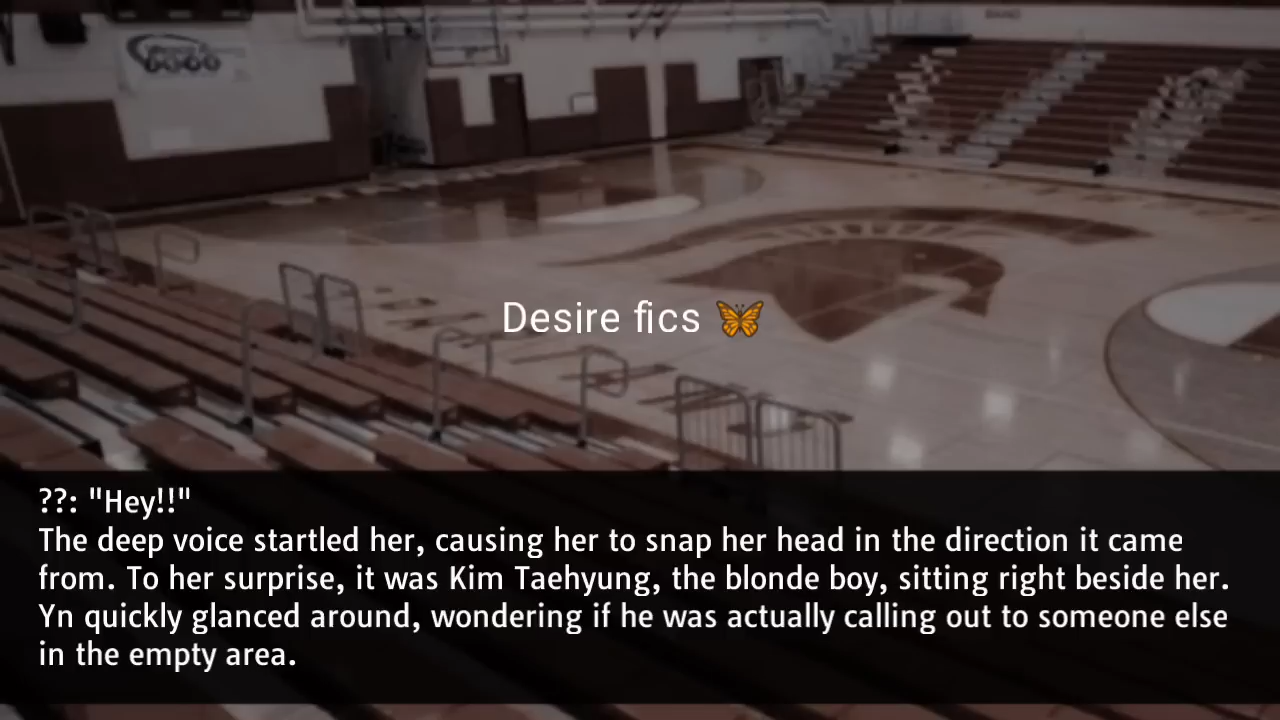 Desire fics 🦋
??: "Hey!!"
The deep voice startled her, causing her to snap her head in the direction it came
from. To her surprise, it was Kim Taehyung, the blonde boy, sitting right beside her.
Yn quickly glanced around, wondering if he was actually calling out to someone else
in the empty area.